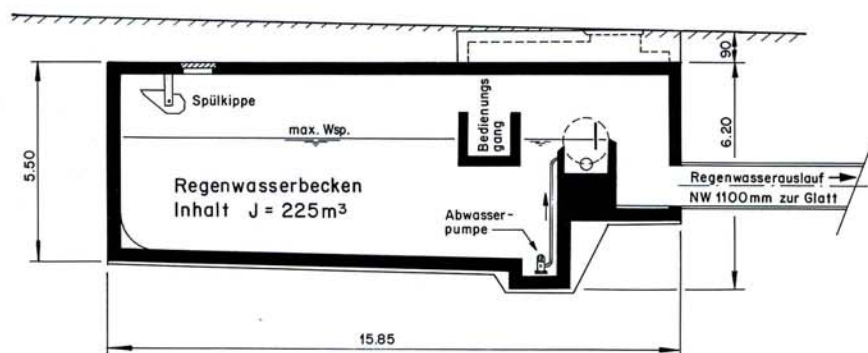 90
Spülkippe
Bedienungs
gang
5.50
max. Wsp.
6.20
Regenwasserbecken
Inhalt J = 225m³
Regenwasserauslauf
NW 1100mm zur Glatt
Abwasser-
pumpe
15.85